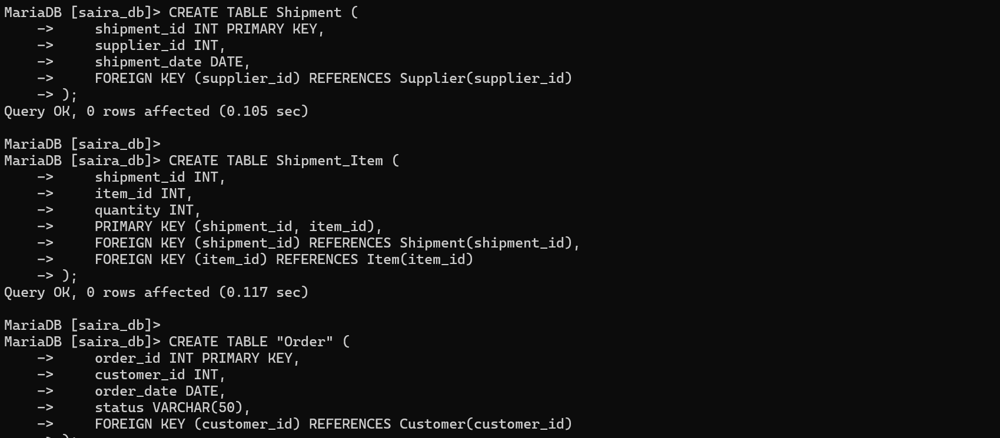 MariaDB [saira_db]> CREATE TABLE Shipment (
    ->     shipment_id INT PRIMARY KEY,
    ->     supplier_id INT,
    ->     shipment_date DATE,
    ->     FOREIGN KEY (supplier_id) REFERENCES Supplier(supplier_id)
    -> );
Query OK, 0 rows affected (0.105 sec)

MariaDB [saira_db]>
MariaDB [saira_db]> CREATE TABLE Shipment_Item (
    ->     shipment_id INT,
    ->     item_id INT,
    ->     quantity INT,
    ->     PRIMARY KEY (shipment_id, item_id),
    ->     FOREIGN KEY (shipment_id) REFERENCES Shipment(shipment_id),
    ->     FOREIGN KEY (item_id) REFERENCES Item(item_id)
    -> );
Query OK, 0 rows affected (0.117 sec)

MariaDB [saira_db]>
MariaDB [saira_db]> CREATE TABLE "Order" (
    ->     order_id INT PRIMARY KEY,
    ->     customer_id INT,
    ->     order_date DATE,
    ->     status VARCHAR(50),
    ->     FOREIGN KEY (customer_id) REFERENCES Customer(customer_id)